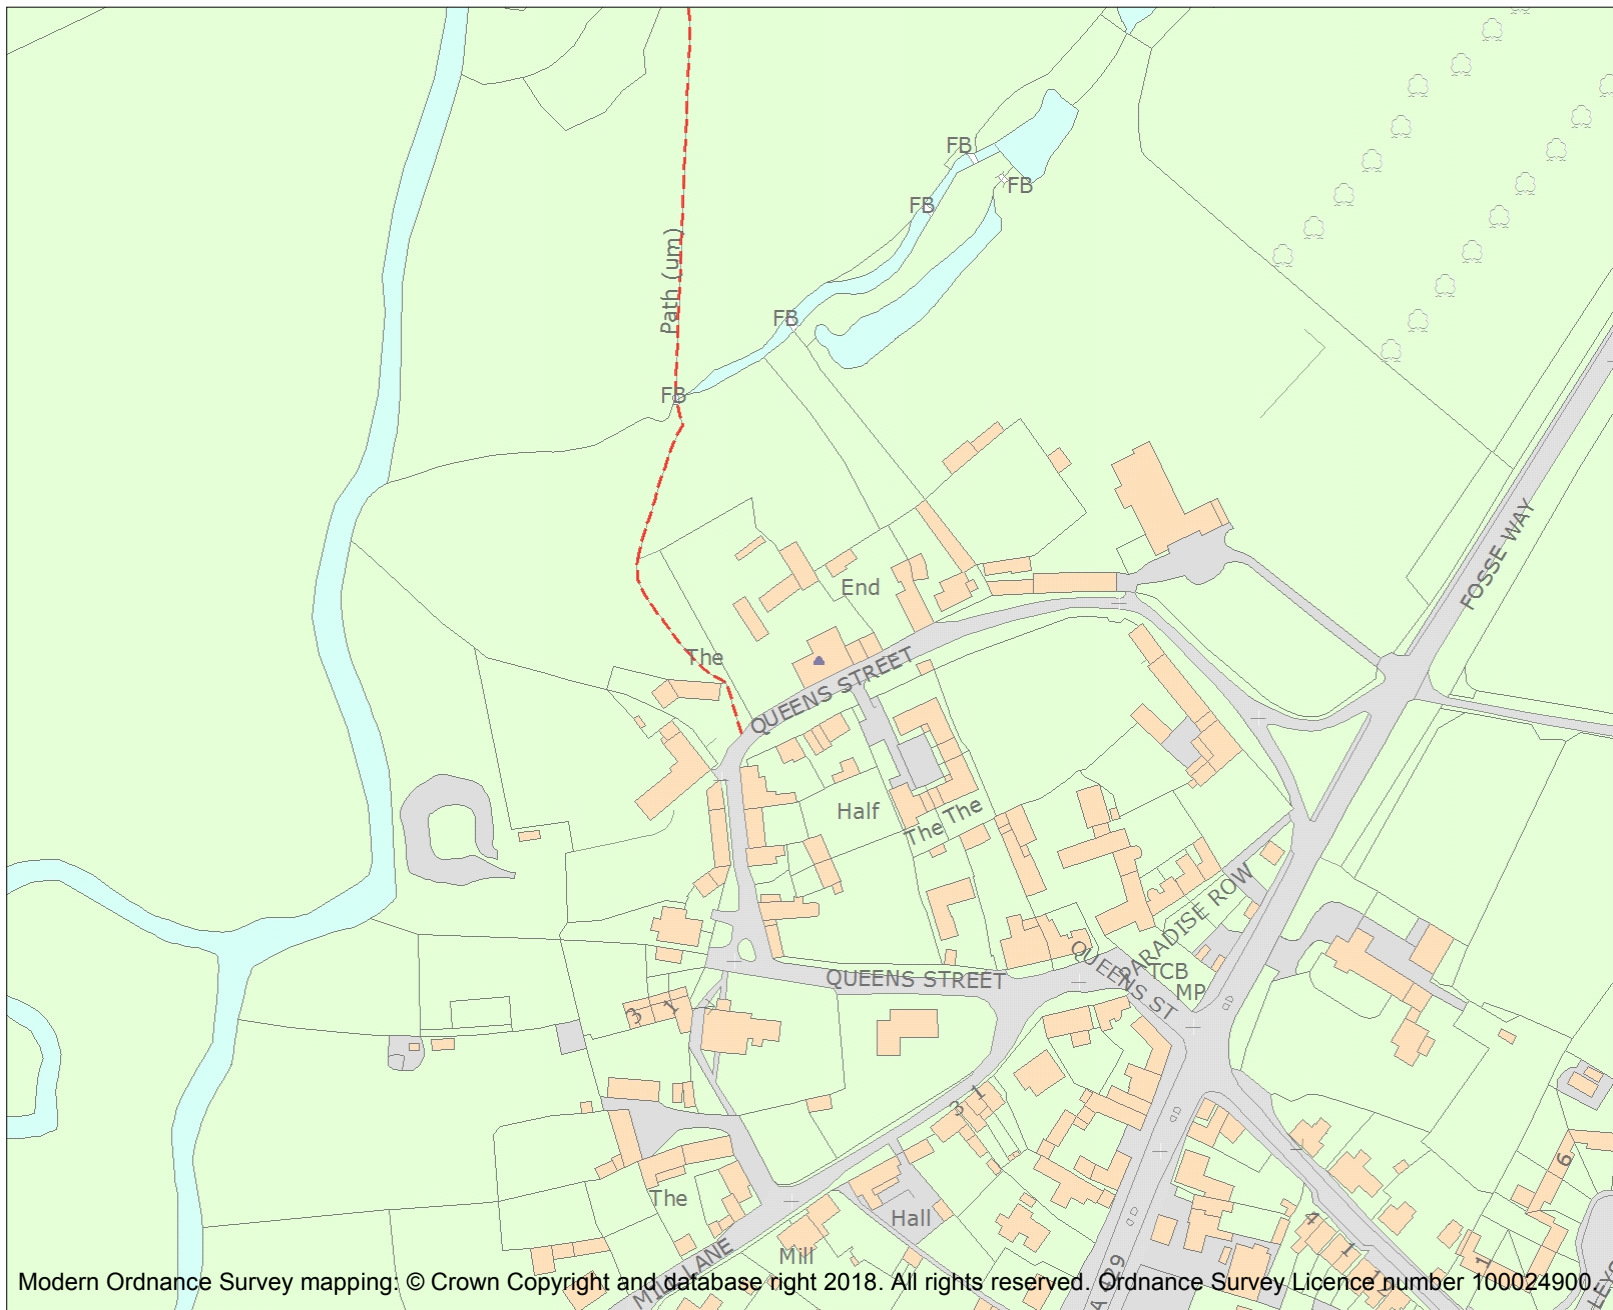 FB
FB
FB
Path (um)
FB
FB
FOSSE WAY
End
The
QUEENS STREET
Half
The
The
PARADISE ROW
QUEENS STREET
QUEENS ST
TCB
MP
3
1
3
1
6
The
Hall
4
1
Mill
1
MILL LANE
Modern Ordnance Survey mapping: © Crown Copyright and database right 2018. All rights reserved. Ordnance Survey Licence number 100024900.